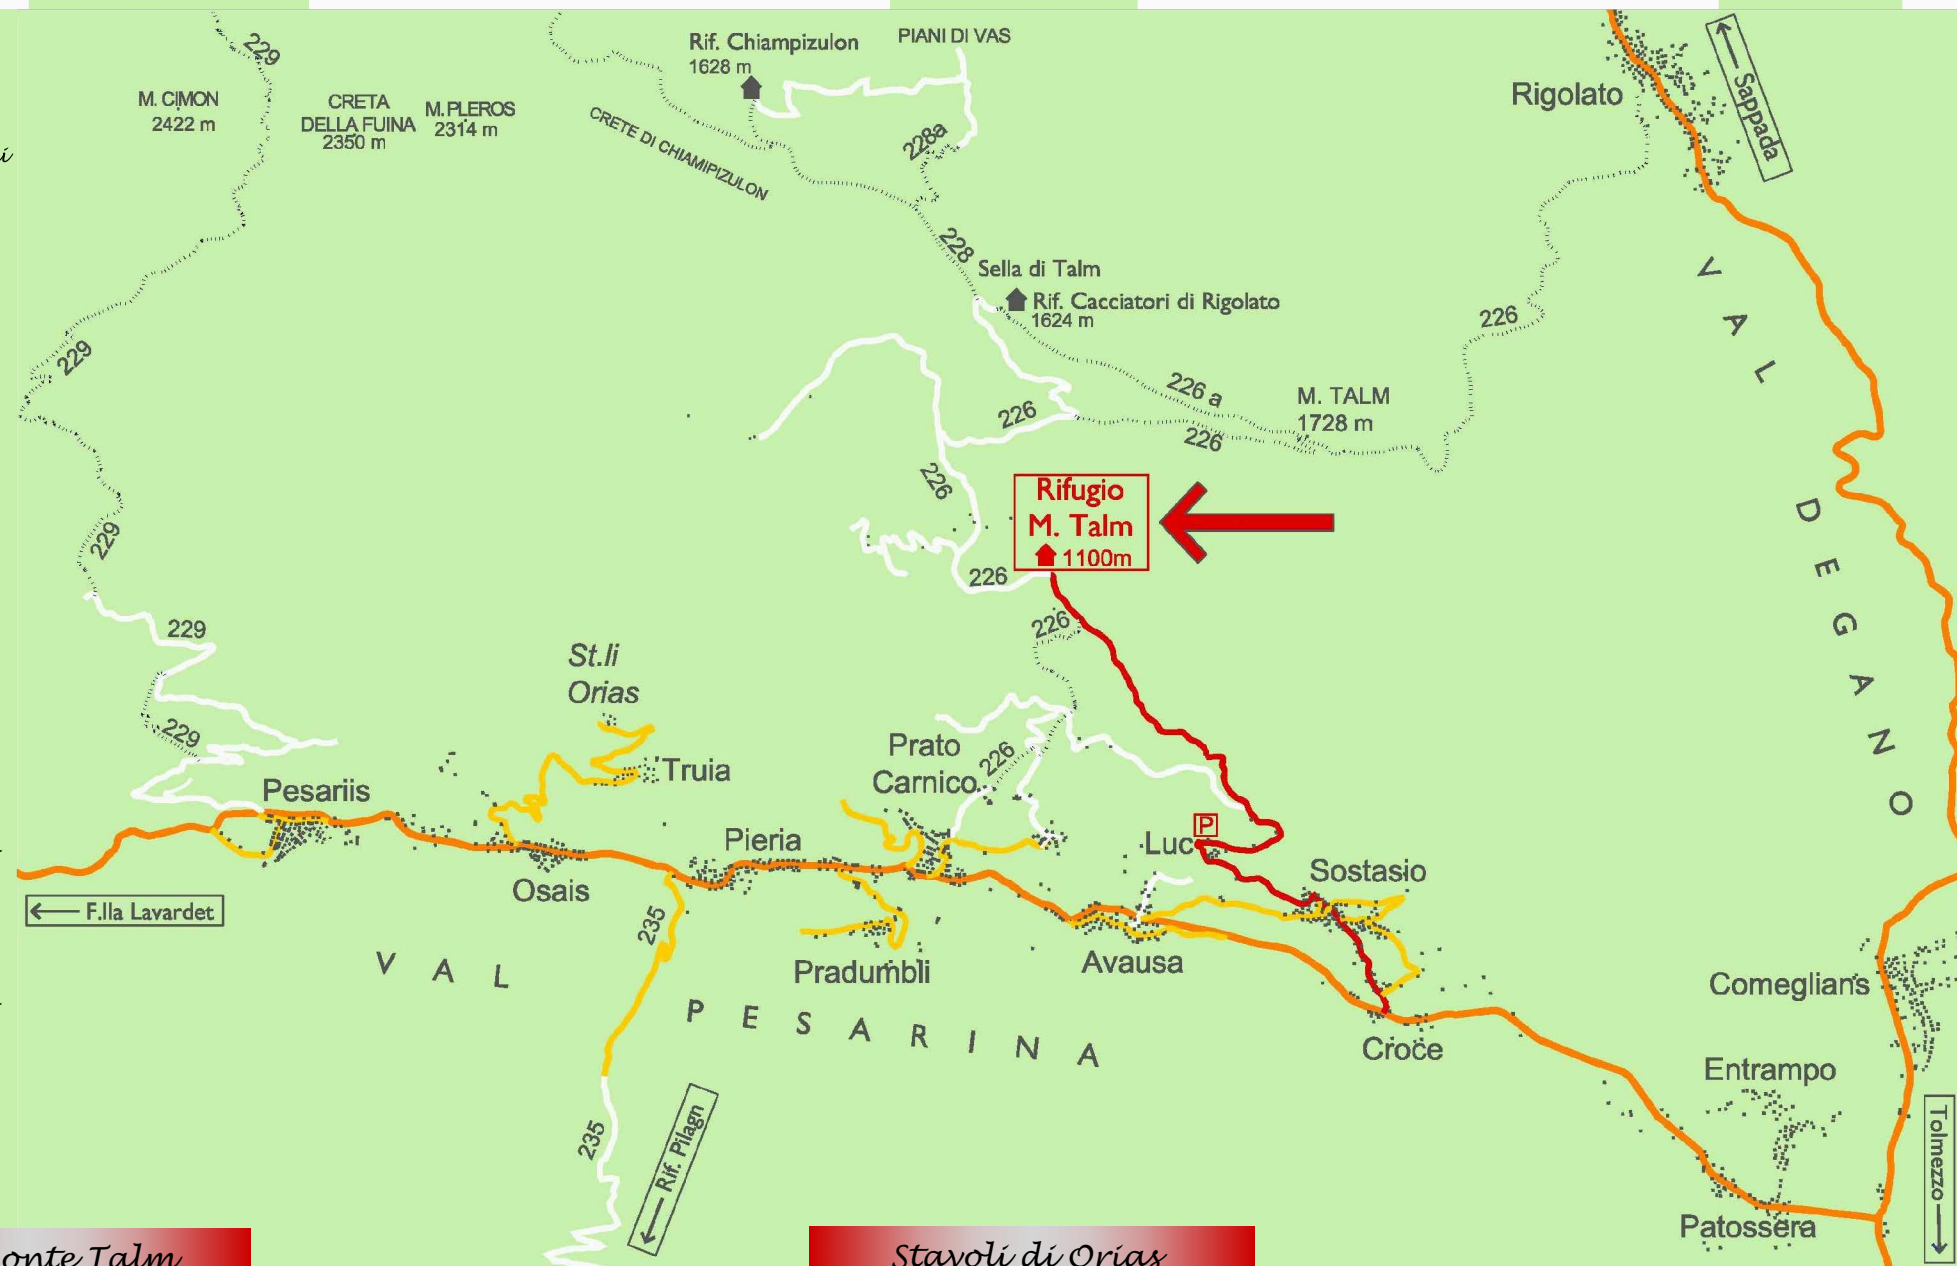 229
Rif. Chiampizulon
1628 m
PIANI DI VAS
Sappada
Rigolato
M. CIMON
2422 m
CRETA
DELLA FUINA
2350 m
M. PLEROS
2314 m
CRETE DI CHIAMPIZULON
228a
228
Sella di Talm
Rif. Cacciatori di Rigolato
1624 m
226
229
226 a
M. TALM
1728 m
226
226
226
Rifugio
M. Talm
1100m
229
226
226
229
229
St.li
Orias
Truia
Prato
Carnico
226
Pesariis
Pieria
P
Luc
Sostasio
Osais
F.lla Lavardet
235
Pradumbli
Avausa
Croce
VAL PESARINA
VAL DEGANO
Comeglians
Entrampo
235
Rif. Pilagn
Tolmezzo
Patossera
onte Talm
Stavoli di Orias